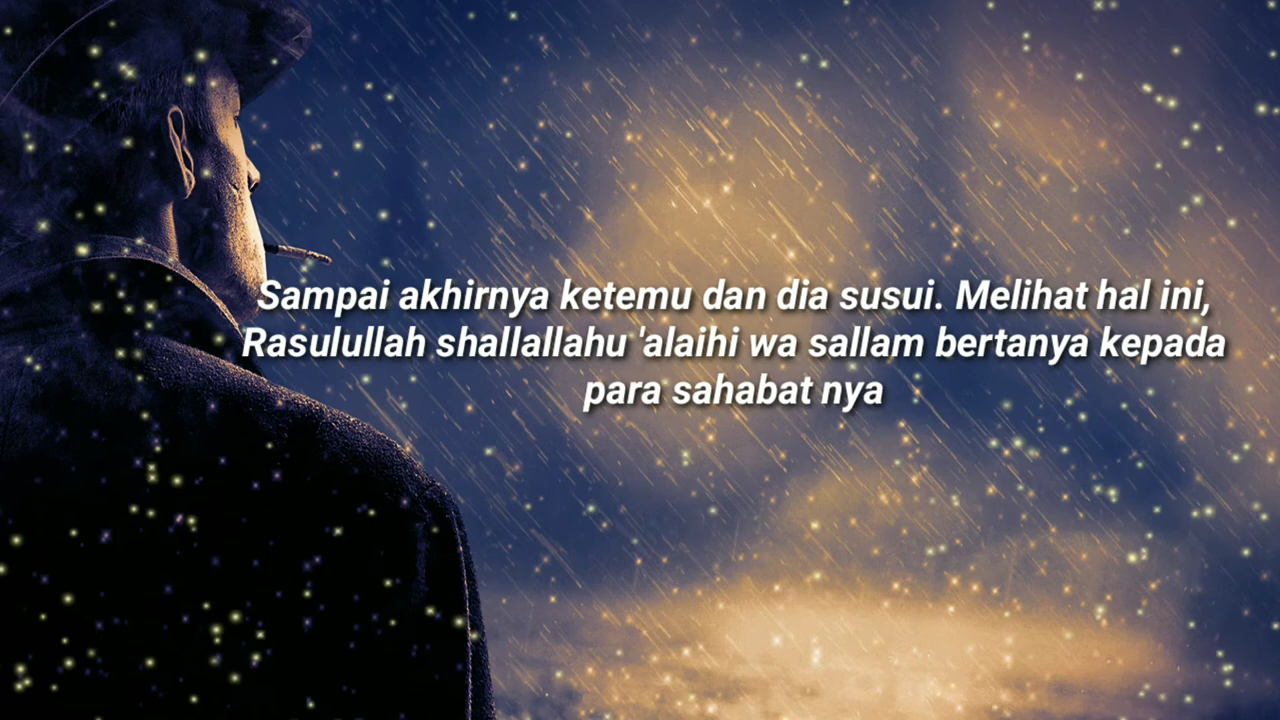 Sampai akhirnya ketemu dan dia susui. Melihat hal ini,
Rasulullah shallallahu 'alaihi wa sallam bertanya kepada
para sahabat nya